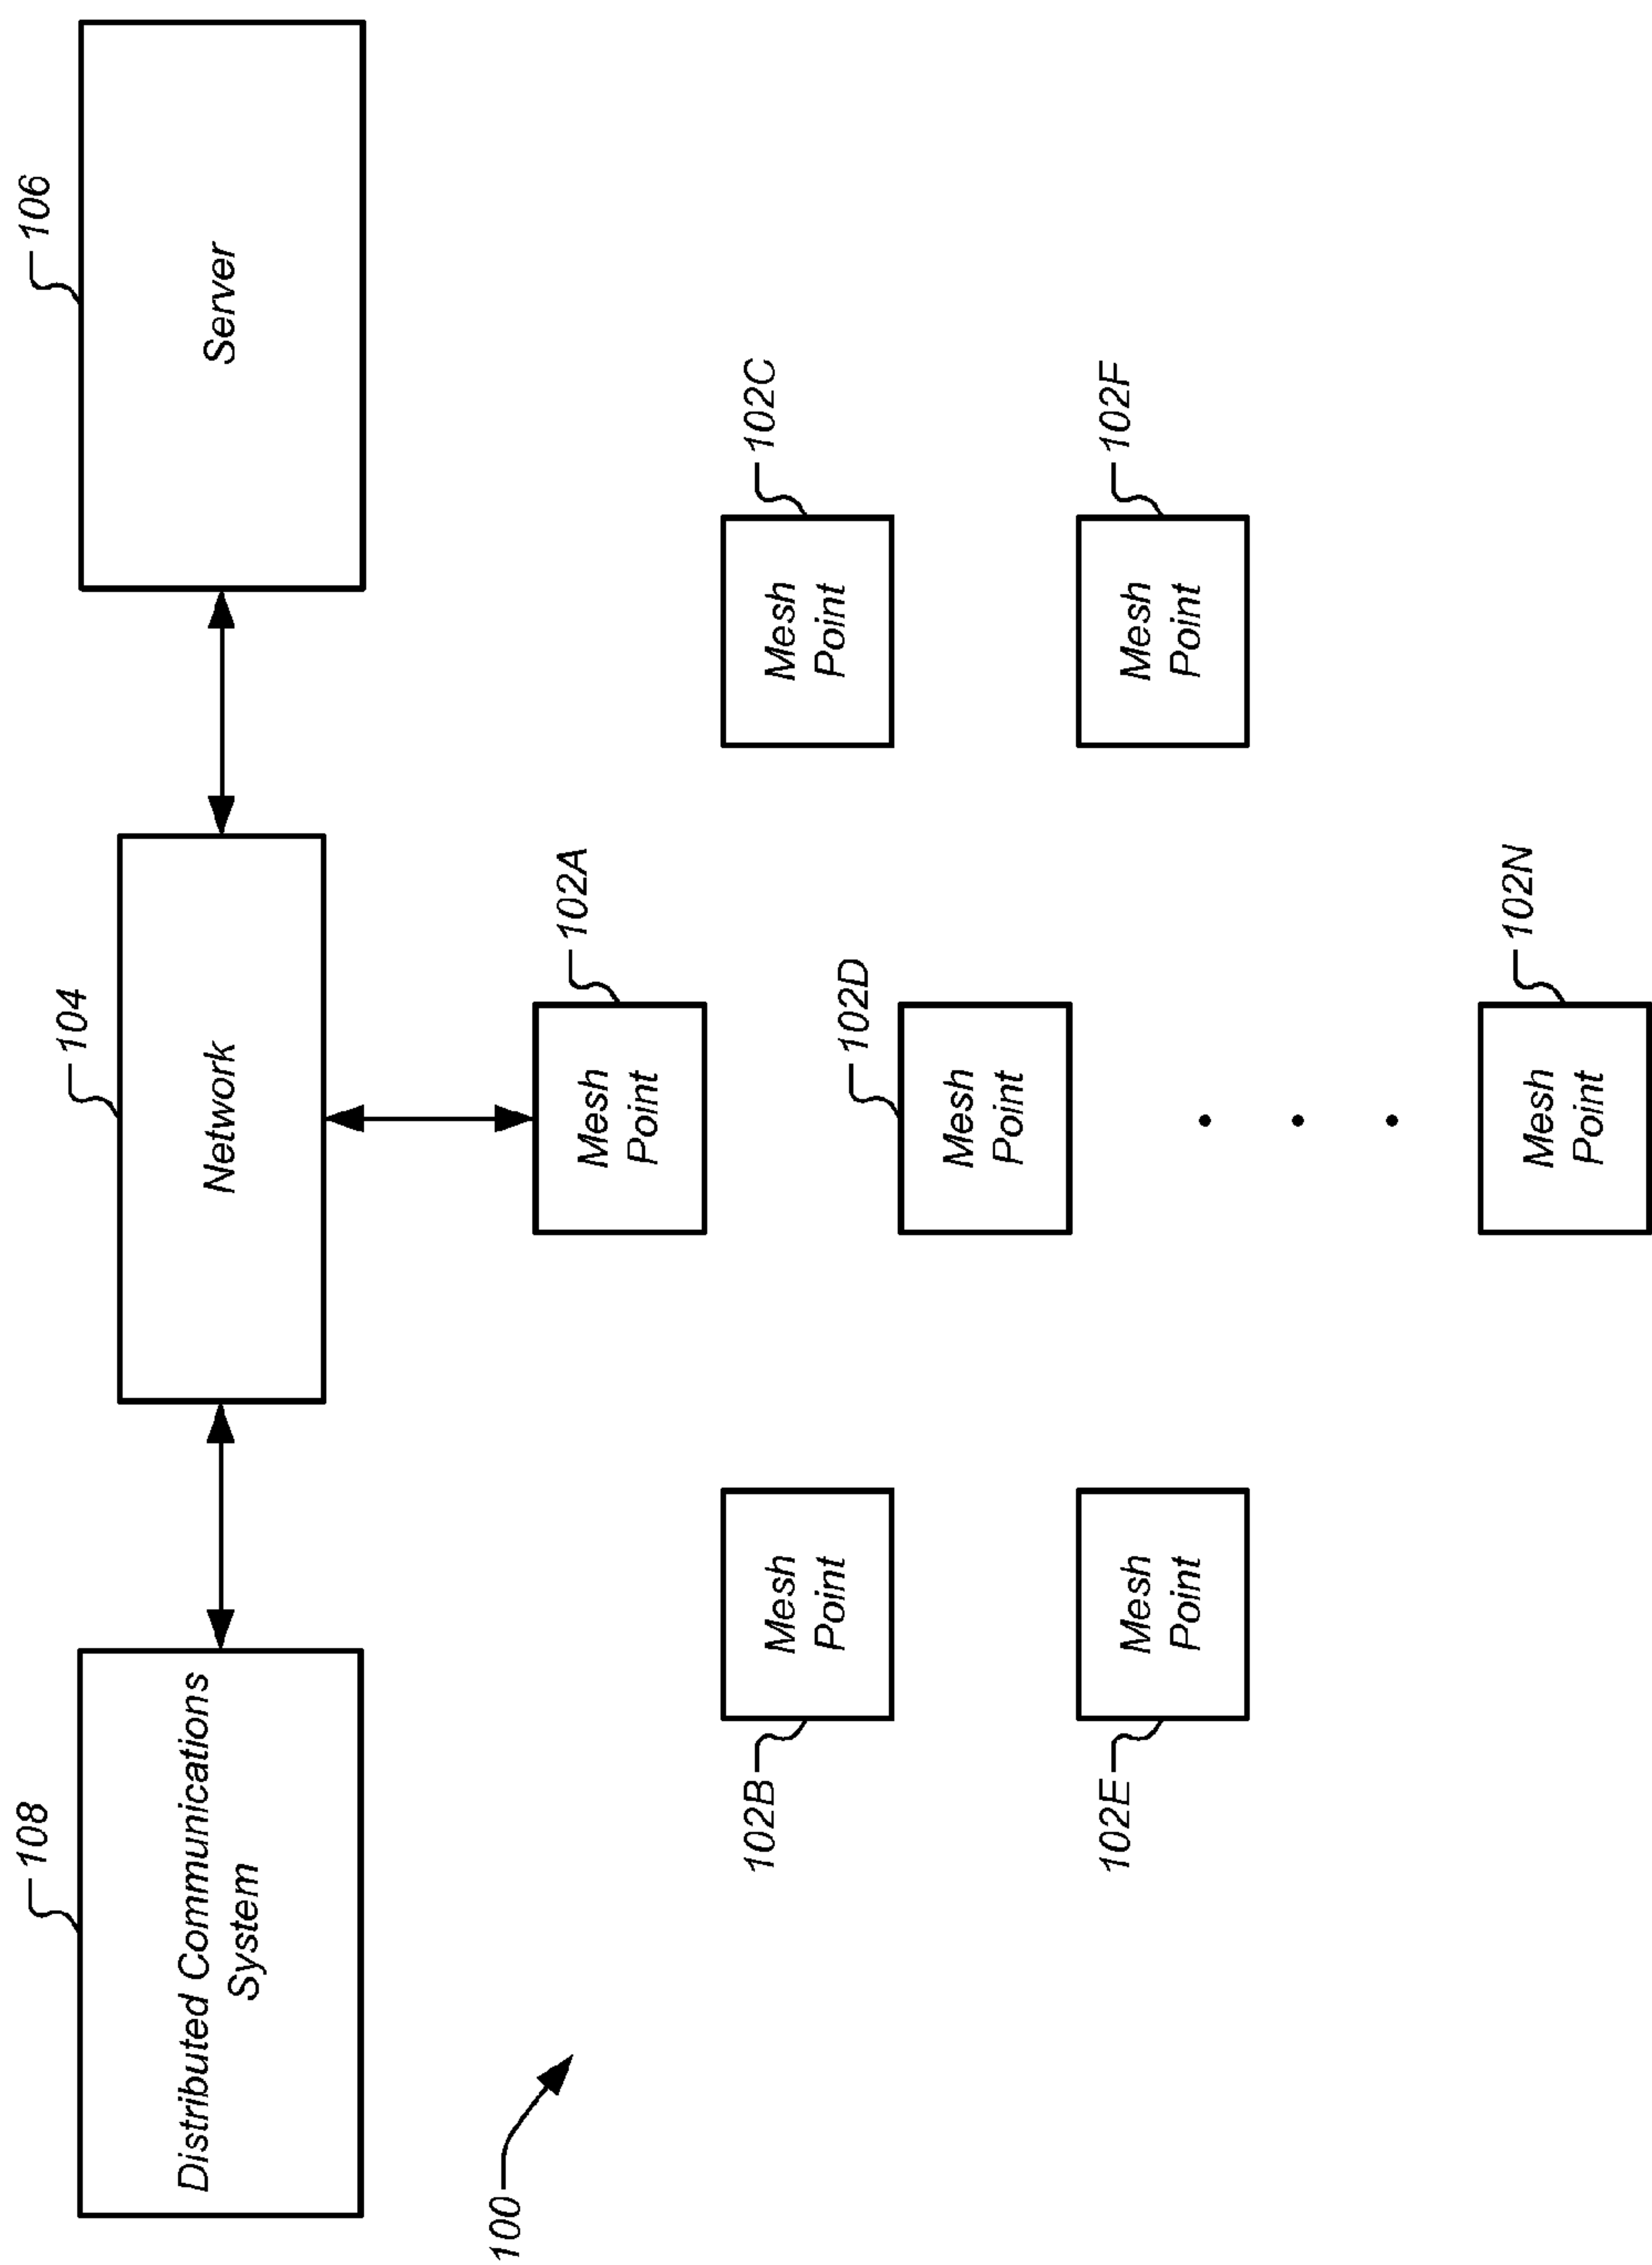 108
104
106
Distributed Communications
System
Network
Server
100
102A
Mesh
Point
102B
Mesh
Point
102C
Mesh
Point
102D
Mesh
Point
102E
Mesh
Point
102F
Mesh
Point
102N
Mesh
Point